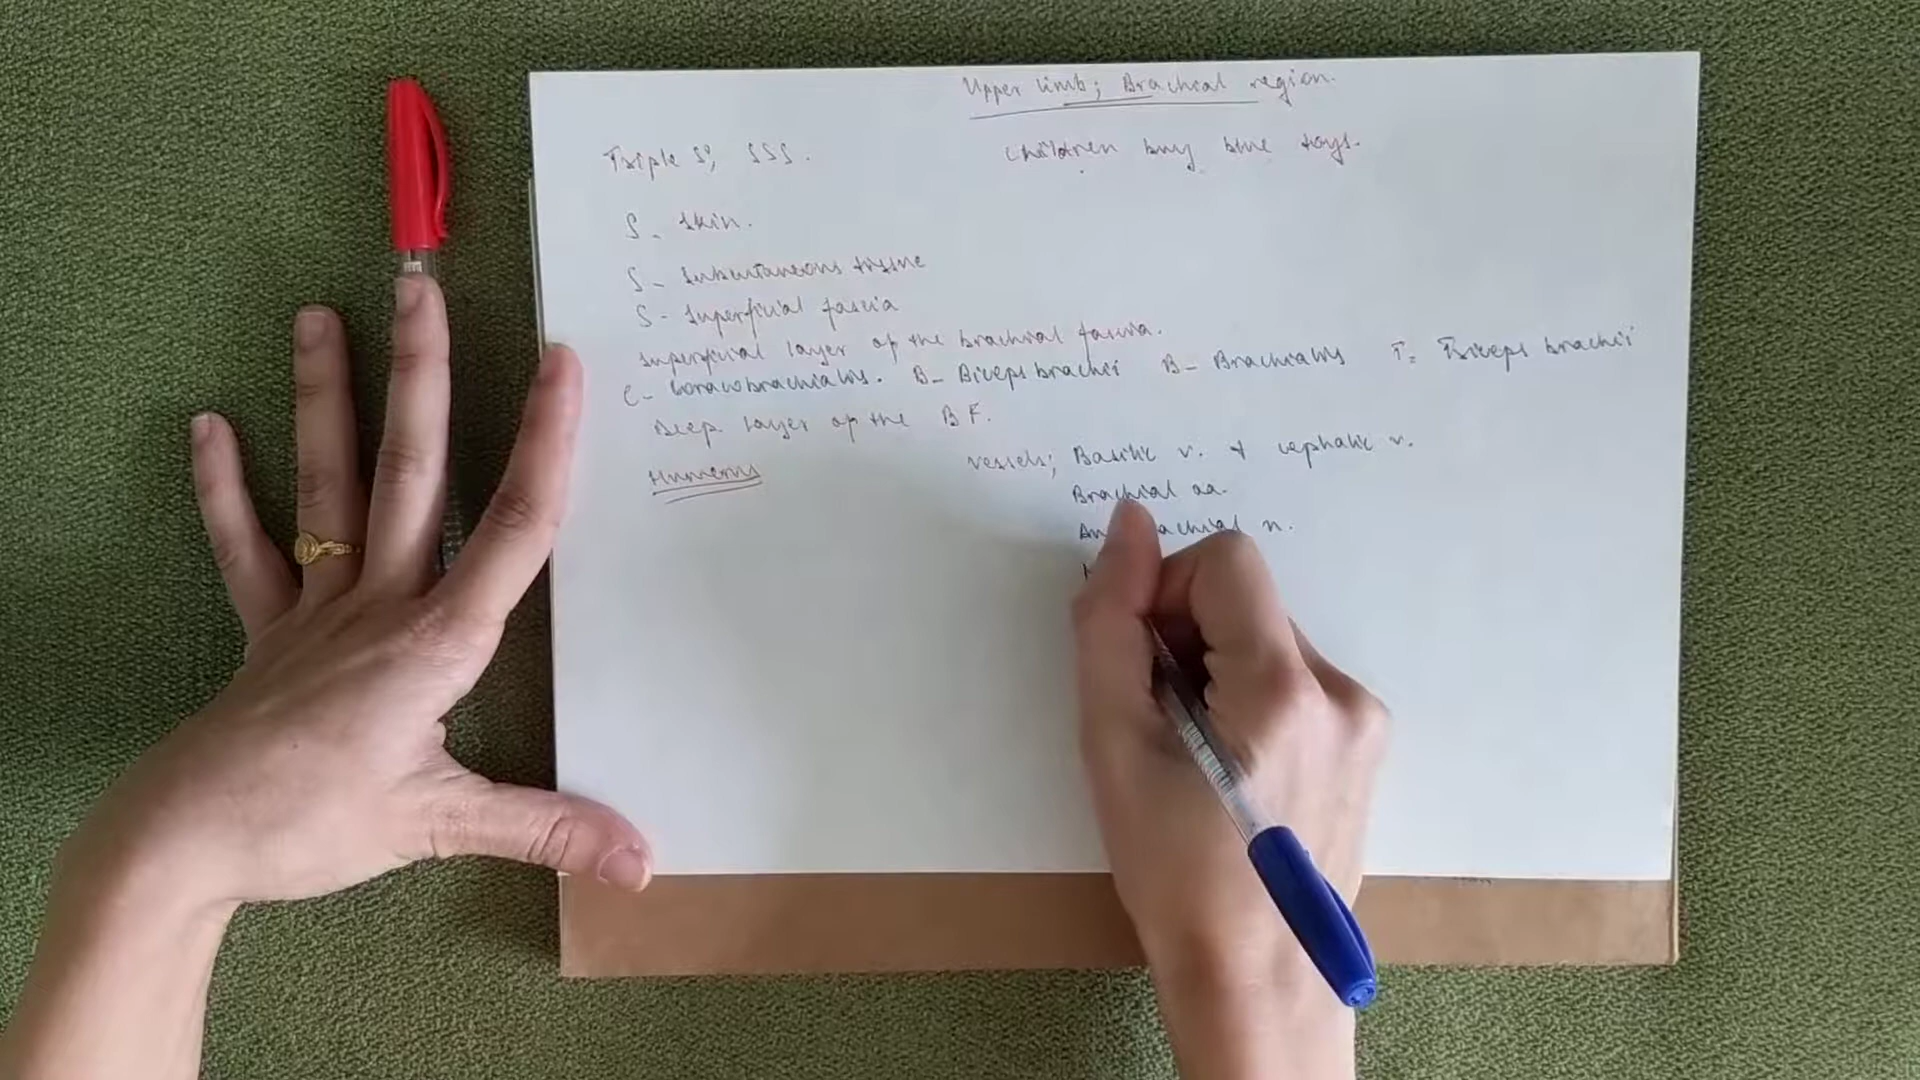 Upper limb; Brachial region.
Triple S', SSS.
Children buy blue toys.
S - skin.
S - Subcutaneous tissue
S - Superficial fascia
Superficial layer of the brachial fascia.
C - Coracobrachialis. B - Biceps brachii B - Brachialis T = Triceps brachii
Deep layer of the B F.
Humerus
Vessels; Basilic v. & cephalic v.
Brachial aa.
n.